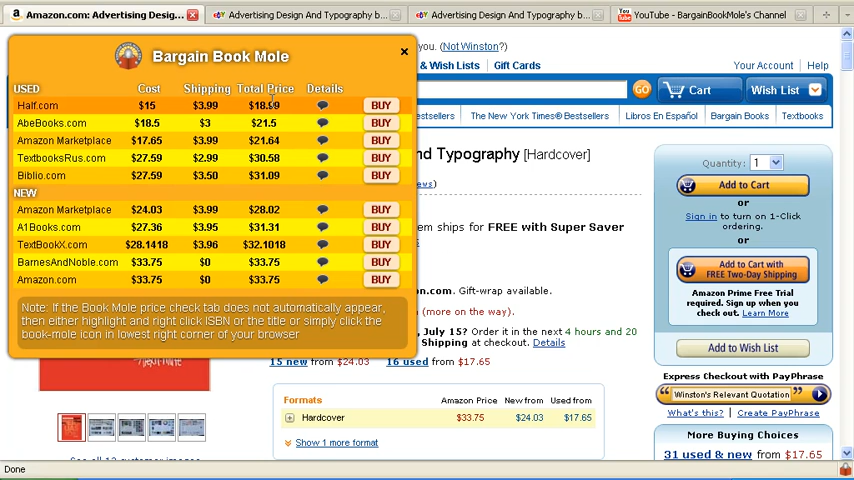 Amazon.com: Advertising Desig...
Advertising Design And Typography b...
Advertising Design And Typography b...
YouTube - BargainBookMole's Channel
Bargain Book Mole
you. (Not Winston?)
& Wish Lists Gift Cards
Your Account Help
GO Cart Wish List
The New York Times® Bestsellers Libros En Español Bargain Books Textbooks
USED Cost Shipping Total Price Details
Half.com $15 $3.99 $18.99 BUY
AbeBooks.com $18.5 $3 $21.5 BUY
Amazon Marketplace $17.65 $3.99 $21.64 BUY
TextbooksRus.com $27.59 $2.99 $30.58 BUY
Biblio.com $27.59 $3.50 $31.09 BUY
NEW
Amazon Marketplace $24.03 $3.99 $28.02 BUY
A1Books.com $27.36 $3.95 $31.31 BUY
TextBookX.com $28.1418 $3.96 $32.1018 BUY
BarnesAndNoble.com $33.75 $0 $33.75 BUY
Amazon.com $33.75 $0 $33.75 BUY
Note: If the Book Mole price check tab does not automatically appear,
then either highlight and right click ISBN or the title or simply click the
book-mole icon in lowest right corner of your browser
nd Typography [Hardcover]
em ships for FREE with Super Saver
on.com. Gift-wrap available.
(more on the way).
, July 15? Order it in the next 4 hours and 20
Shipping at checkout. Details
15 new from $24.03 16 used from $17.65
Formats Amazon Price New from Used from
Hardcover $33.75 $24.03 $17.65
Show 1 more format
Quantity: 1
Add to Cart
or
Sign in to turn on 1-Click
ordering.
or
Add to Cart with
FREE Two-Day Shipping
Amazon Prime Free Trial
required. Sign up when you
check out. Learn More
Add to Wish List
Express Checkout with PayPhrase
Winston's Relevant Quotation
What's this? Create PayPhrase
More Buying Choices
31 used & new from $17.65
Done